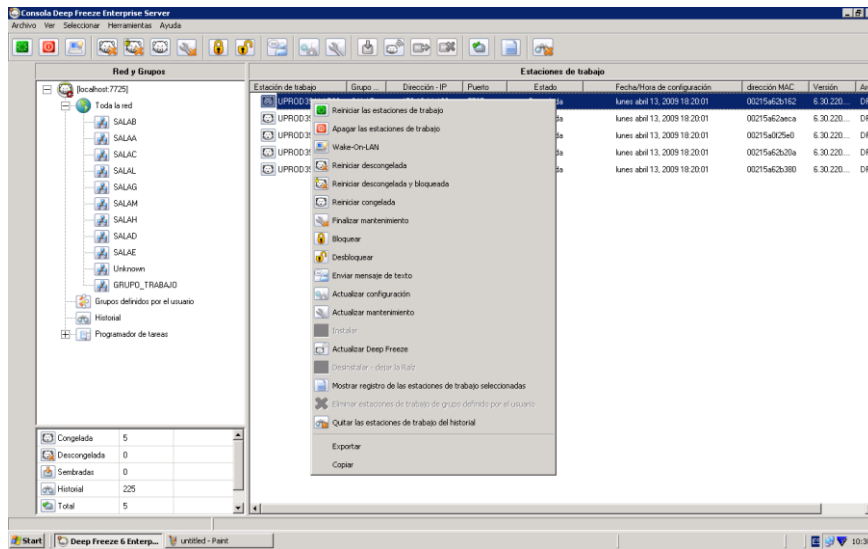 Consola Deep Freeze Enterprise Server
Archivo Ver Seleccionar Herramientas Ayuda
Red y Grupos
[localhost:7725]
Toda la red
SALAB
SALAA
SALAC
SALAL
SALAG
SALAM
SALAH
SALAD
SALAE
Unknown
GRUPO_TRABAJO
Grupos definidos por el usuario
Historial
Programador de tareas
Congelada 5
Descongelada 0
Sembradas 0
Historial 225
Total 5
Estaciones de trabajo
Estación de trabajo Grupo ... Dirección - IP Puerto Estado Fecha/Hora de configuración dirección MAC Versión
lunes abril 13, 2009 18:20:01 00215a62b162 6.30.220....
lunes abril 13, 2009 18:20:01 00215a62aeca 6.30.220....
lunes abril 13, 2009 18:20:01 00215a0f25e0 6.30.220....
lunes abril 13, 2009 18:20:01 00215a62b20a 6.30.220....
lunes abril 13, 2009 18:20:01 00215a62b380 6.30.220....
Reiniciar las estaciones de trabajo
Apagar las estaciones de trabajo
Wake-On-LAN
Reiniciar descongelada
Reiniciar descongelada y bloqueada
Reiniciar congelada
Finalizar mantenimiento
Bloquear
Desbloquear
Enviar mensaje de texto
Actualizar configuración
Actualizar mantenimiento
Instalar
Actualizar Deep Freeze
Desinstalar - dejar la Raíz
Mostrar registro de las estaciones de trabajo seleccionadas
Eliminar estaciones de trabajo de grupo definido por el usuario
Quitar las estaciones de trabajo del historial
Exportar
Copiar
Start Deep Freeze 6 Enterp... untitled - Paint